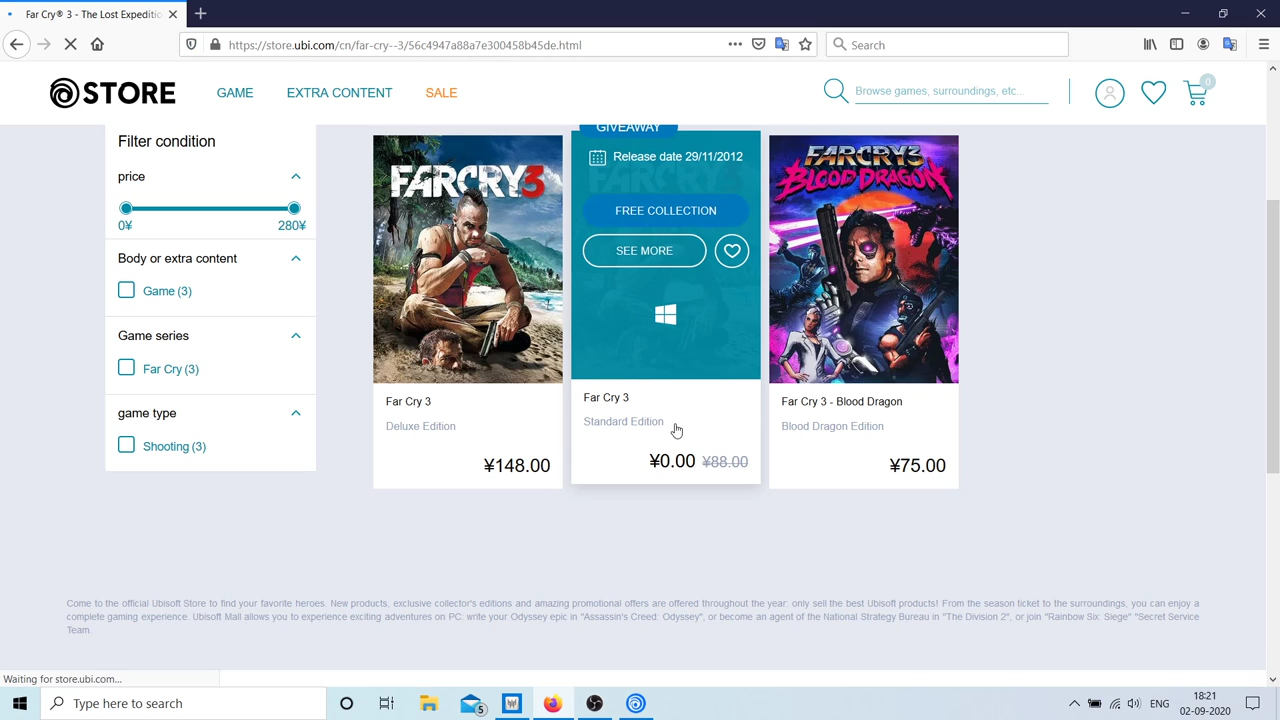 Far Cry® 3 - The Lost Expeditio
https://store.ubi.com/cn/far-cry--3/56c4947a88a7e300458b45de.html
Search
STORE
GAME
EXTRA CONTENT
SALE
Browse games, surroundings, etc...
0
Filter condition
price
0¥
280¥
Body or extra content
Game (3)
Game series
Far Cry (3)
game type
Shooting (3)
FARCRY3
Far Cry 3
Deluxe Edition
¥148.00
GIVEAWAY
Release date 29/11/2012
FREE COLLECTION
SEE MORE
Far Cry 3
Standard Edition
¥0.00 ¥88.00
FARCRY3
BLOOD DRAGON
Far Cry 3 - Blood Dragon
Blood Dragon Edition
¥75.00
Come to the official Ubisoft Store to find your favorite heroes. New products, exclusive collector's editions and amazing promotional offers are offered throughout the year: only sell the best Ubisoft products! From the season ticket to the surroundings, you can enjoy a
complete gaming experience. Ubisoft Mall allows you to experience exciting adventures on PC: write your Odyssey epic in "Assassin's Creed: Odyssey", or become an agent of the National Strategy Bureau in "The Division 2", or join "Rainbow Six: Siege" "Secret Service
Team.
Waiting for store.ubi.com...
Type here to search
5
ENG
18:21
02-09-2020